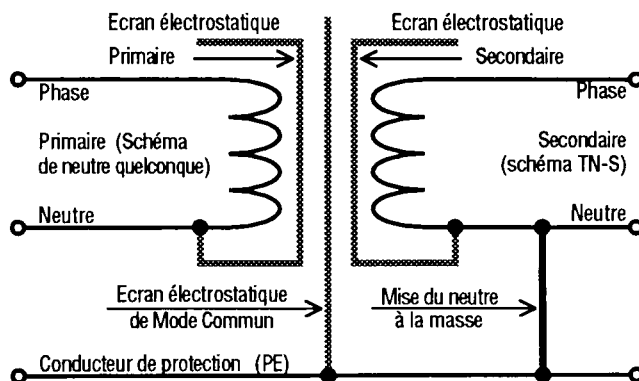 Ecran électrostatique
Primaire
Ecran électrostatique
Secondaire
Phase
Phase
Primaire (Schéma
de neutre quelconque)
Secondaire
(schéma TN-S)
Neutre
Neutre
Ecran électrostatique
de Mode Commun
Mise du neutre
à la masse
Conducteur de protection (PE)